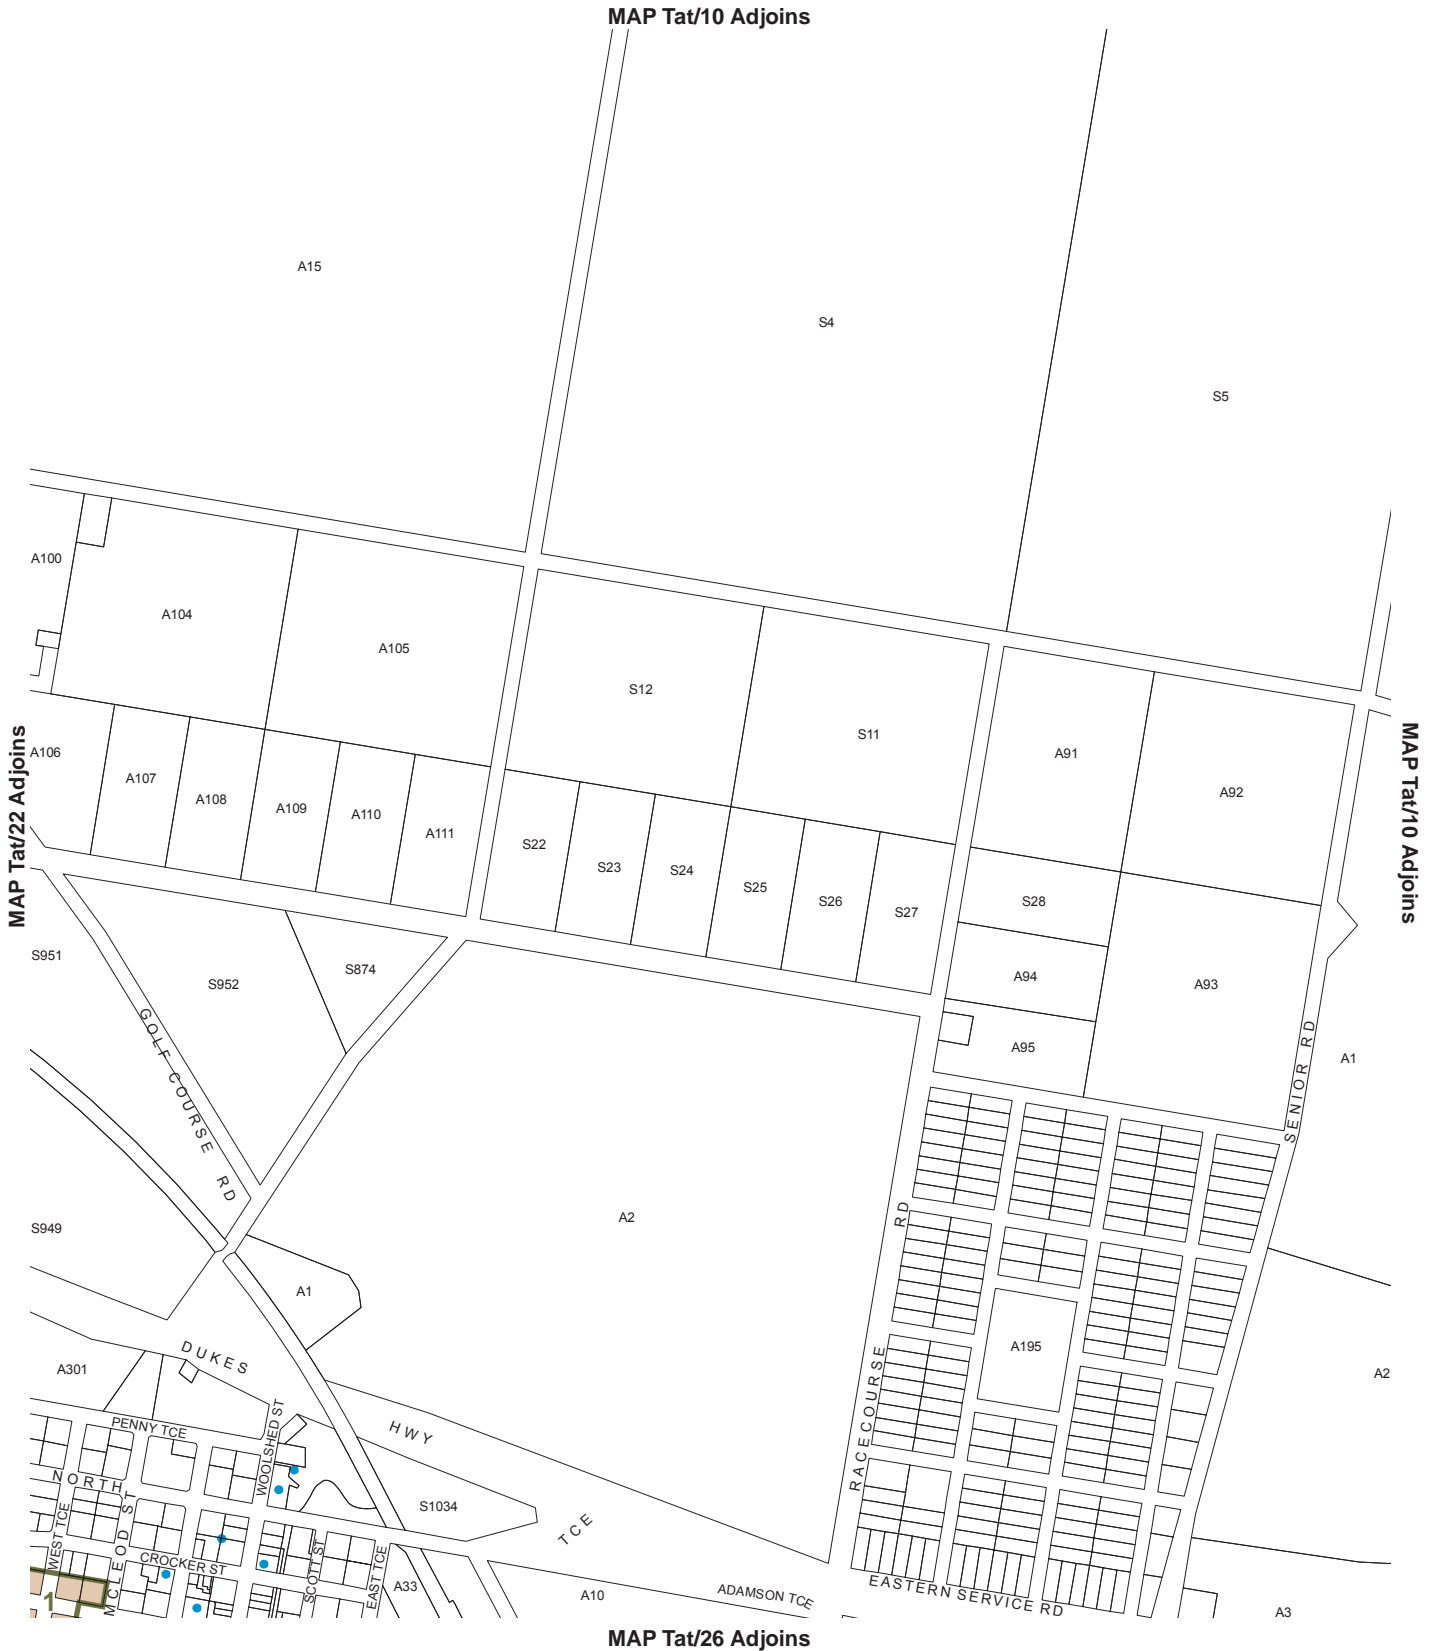 MAP Tat/10 Adjoins
A15
S4
S5
A100
A104
A105
S12
S11
A91
A92
MAP Tat/22 Adjoins
MAP Tat/10 Adjoins
A106
A107
A108
A109
A110
A111
S22
S23
S24
S25
S26
S27
S28
A94
A93
A95
S951
S952
S874
GOLF COURSE RD
SENIOR RD
A1
S949
A2
A1
RACECOURSE RD
A195
A2
A301
DUKES HWY
PENNY TCE
WOOLSHED ST
NORTH TCE
S1034
WEST TCE
MCLEOD ST
CROCKER ST
SCOTT ST
EAST TCE
A33
A10
ADAMSON TCE
EASTERN SERVICE RD
A3
1
MAP Tat/26 Adjoins